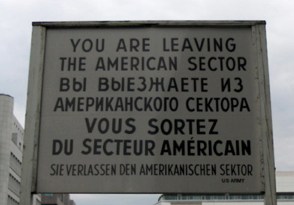 YOU ARE LEAVING
THE AMERICAN SECTOR
ВЫ ВЫЕЗЖАЕТЕ ИЗ
АМЕРИКАНСКОГО СЕКТОРА
VOUS SORTEZ
DU SECTEUR AMÉRICAIN
SIE VERLASSEN DEN AMERIKANISCHEN SEKTOR
U.S. ARMY